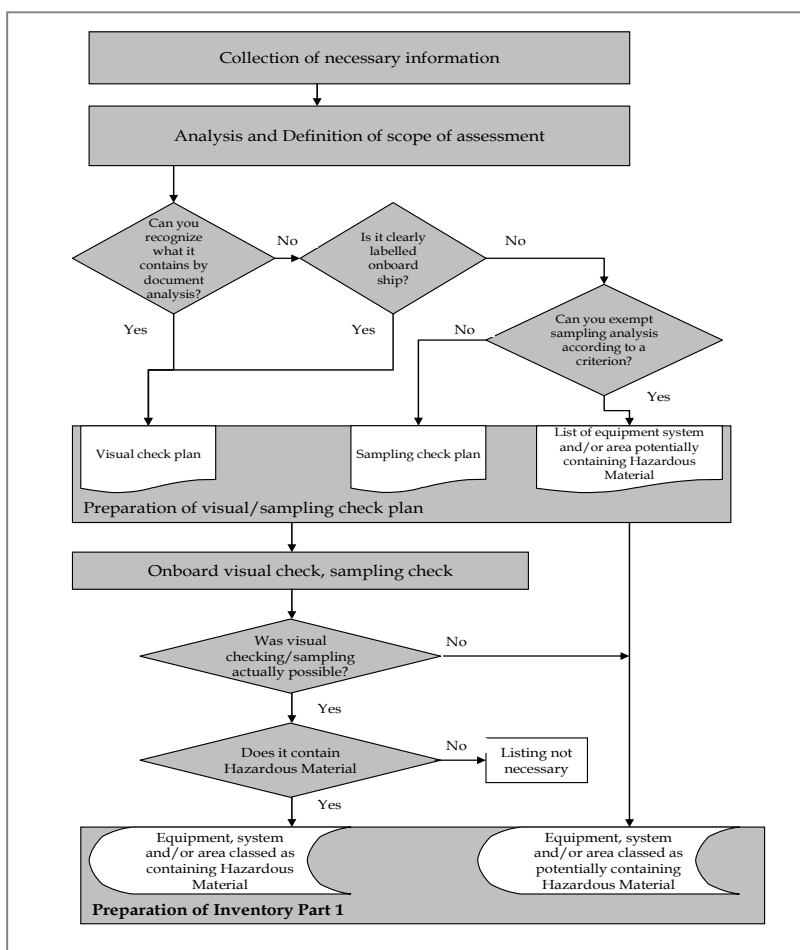 Collection of necessary information
Analysis and Definition of scope of assessment
Can you
recognize
what it
contains by
document
analysis?
No
Is it clearly
labelled
onboard
ship?
No
Yes
Yes
Can you exempt
sampling analysis
according to a
criterion?
No
Yes
Visual check plan
Sampling check plan
List of equipment system
and/or area potentially
containing Hazardous
Material
Preparation of visual/sampling check plan
Onboard visual check, sampling check
Was visual
checking/sampling
actually possible?
No
Yes
Does it contain
Hazardous Material
No
Listing not
necessary
Yes
Equipment, system
and/or area classed as
containing Hazardous
Material
Equipment, system
and/or area classed as
potentially containing
Hazardous Material
Preparation of Inventory Part 1